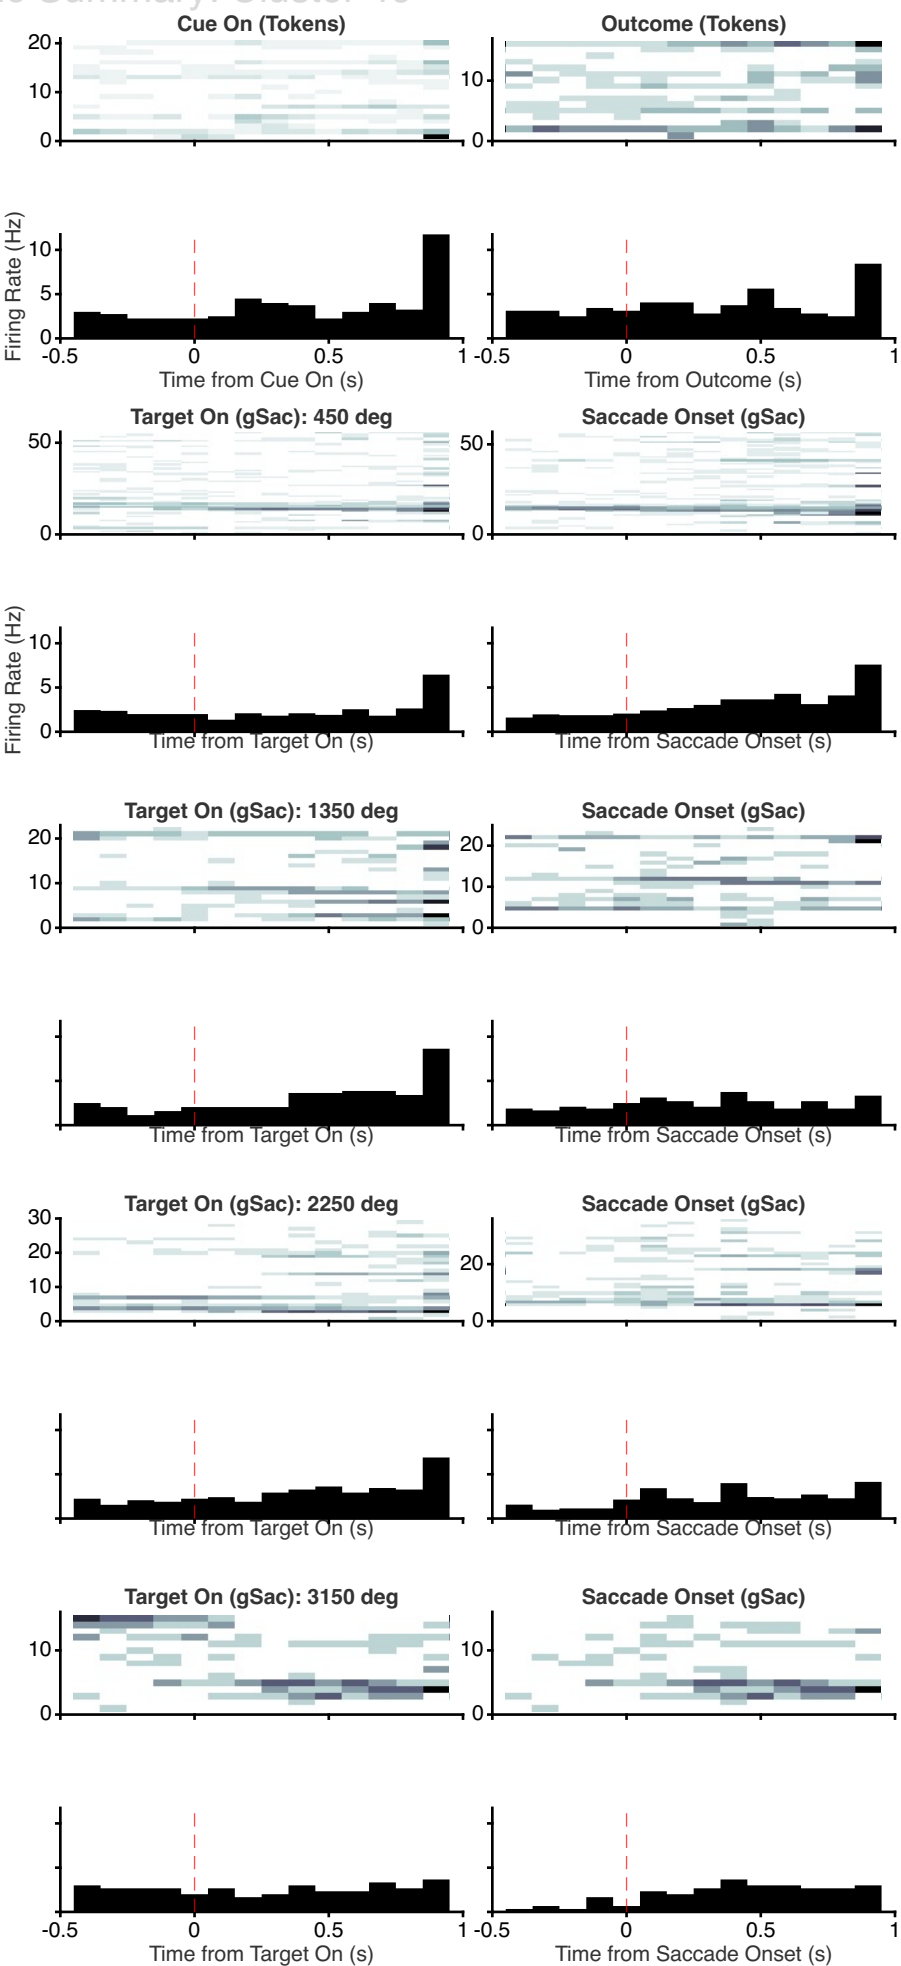 Summary: Cluster
Cue On (Tokens) Outcome (Tokens)
20
10
0
10
0
Firing Rate (Hz)
10
5
0
-0.5 0 0.5 1 -0.5 0 0.5 1
Time from Cue On (s) Time from Outcome (s)
Target On (gSac): 450 deg Saccade Onset (gSac)
50
0
50
0
Firing Rate (Hz)
10
5
0
Time from Target On (s) Time from Saccade Onset (s)
Target On (gSac): 1350 deg Saccade Onset (gSac)
20
10
0
20
10
0
Time from Target On (s) Time from Saccade Onset (s)
Target On (gSac): 2250 deg Saccade Onset (gSac)
30
20
10
0
20
0
Time from Target On (s) Time from Saccade Onset (s)
Target On (gSac): 3150 deg Saccade Onset (gSac)
10
0
10
0
-0.5 0 0.5 1 -0.5 0 0.5 1
Time from Target On (s) Time from Saccade Onset (s)